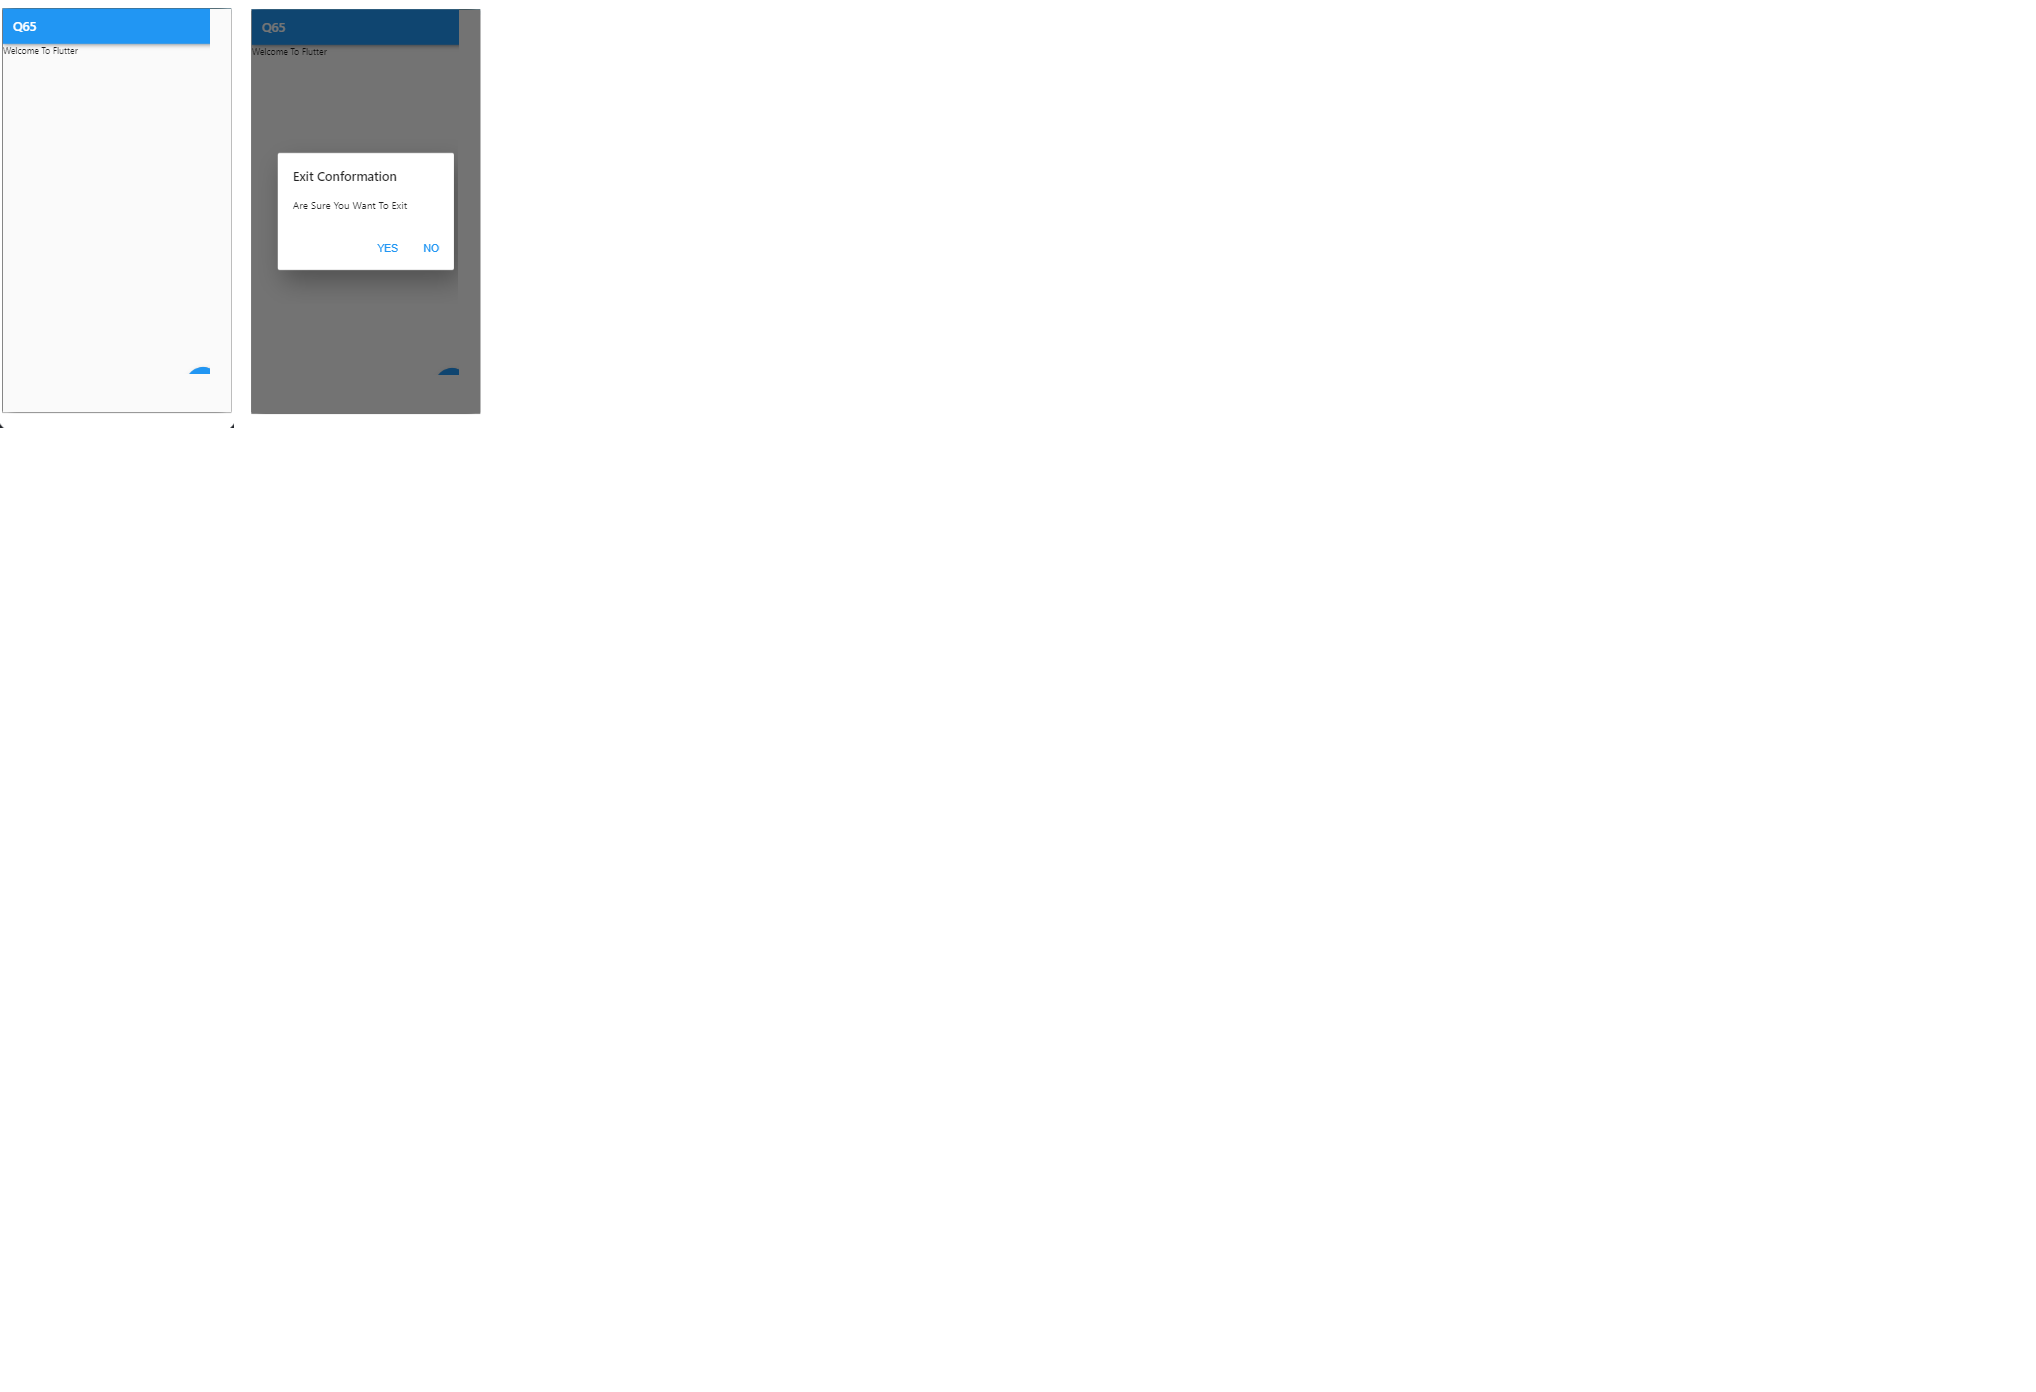 Q65
Welcome To Flutter
Q65
Welcome To Flutter
Exit Conformation
Are Sure You Want To Exit
YES NO